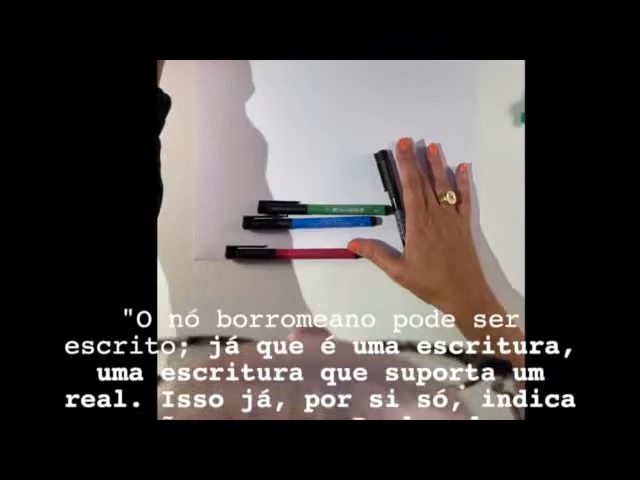 "O nó borromeano pode ser
escrito; já que é uma escritura,
uma escritura que suporta um
real. Isso já, por si só, indica